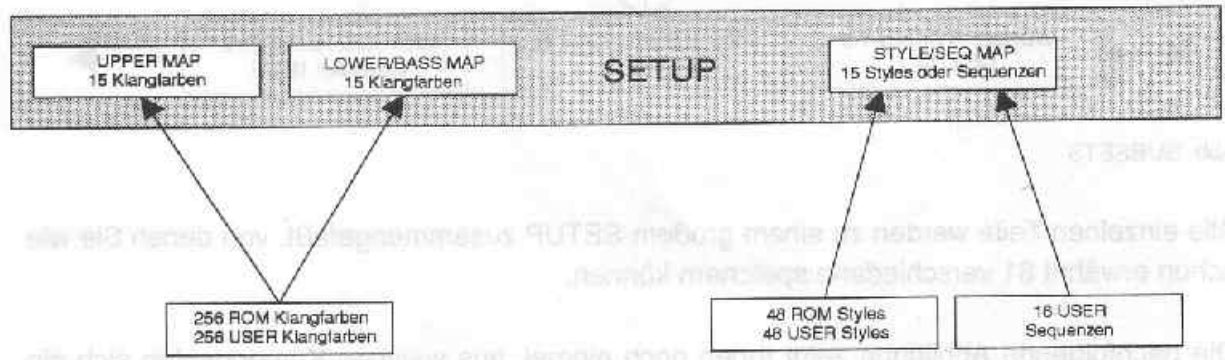 UPPER MAP
15 Klangfarben
LOWER/BASS MAP
15 Klangfarben
SETUP
STYLE/SEQ MAP
15 Styles oder Sequenzen
SUBSETS
einzelnen Teile werden zu einem großem SETUP zusammengefaßt, von denen Sie wie
schon erwähnt 81 verschiedene speichern können.
256 ROM Klangfarben
256 USER Klangfarben
48 ROM Styles
48 USER Styles
16 USER
Sequenzen